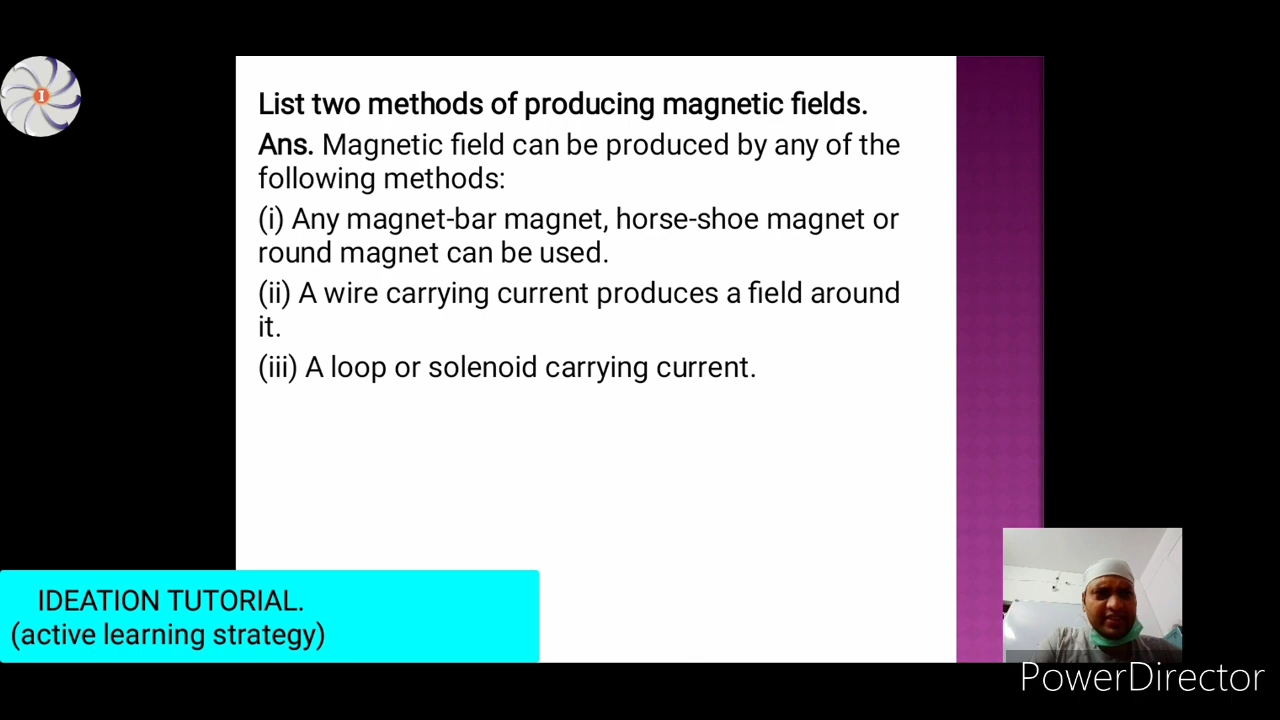 I
List two methods of producing magnetic fields.
Ans. Magnetic field can be produced by any of the
following methods:
(i) Any magnet-bar magnet, horse-shoe magnet or
round magnet can be used.
(ii) A wire carrying current produces a field around
it.
(iii) A loop or solenoid carrying current.
IDEATION TUTORIAL.
(active learning strategy)
PowerDirector